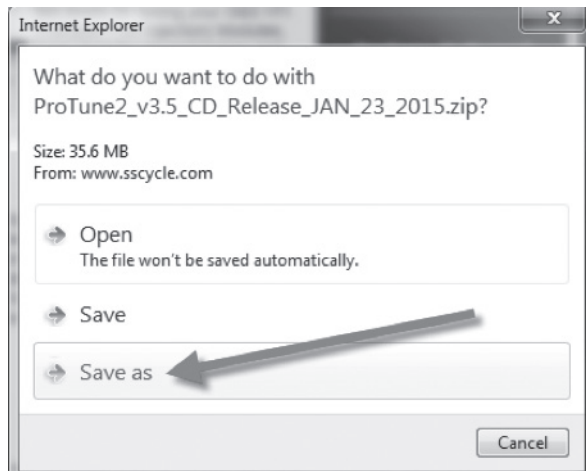 Internet Explorer
What do you want to do with
ProTune2_v3.5_CD_Release_JAN_23_2015.zip?
Size: 35.6 MB
From: www.sscycle.com
Open
The file won't be saved automatically.
Save
Save as
Cancel